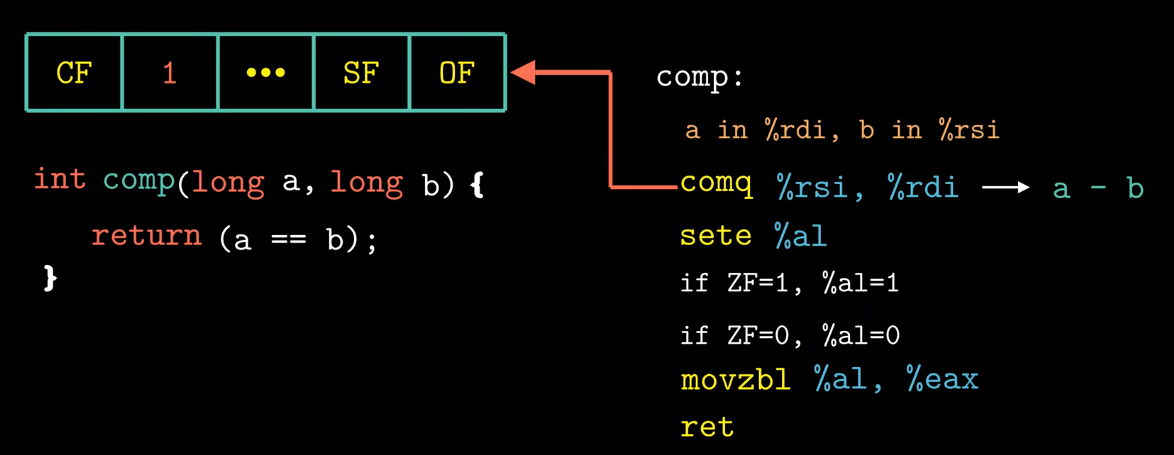 CF 1 ••• SF OF
int comp(long a, long b) {
return (a == b);
}
comp:
a in %rdi, b in %rsi
comq %rsi, %rdi → a - b
sete %al
if ZF=1, %al=1
if ZF=0, %al=0
movzbl %al, %eax
ret